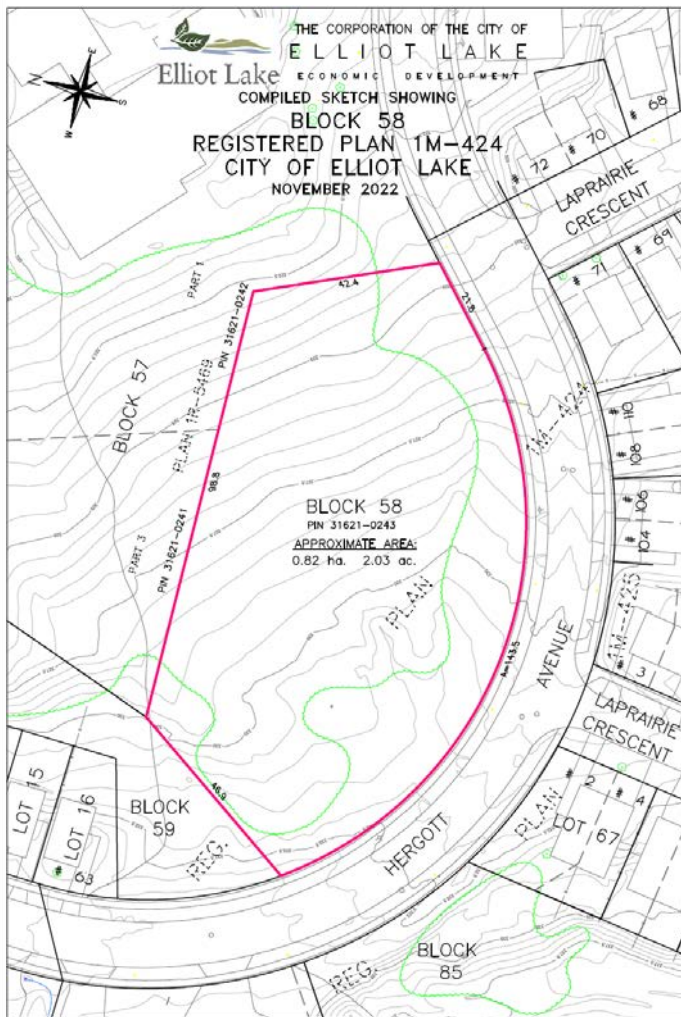 THE CORPORATION OF THE CITY OF
ELLIOT LAKE
ECONOMIC DEVELOPMENT
Elliot Lake
COMPILED SKETCH SHOWING
BLOCK 58
REGISTERED PLAN 1M-424
CITY OF ELLIOT LAKE
NOVEMBER 2022
N
E
S
W
# 68
# 70
# 72
LAPRAIRIE
CRESCENT
# 69
# 71
PART 1
PIN 31621-0242
42.4
21.8
BLOCK 57
PLAN 1R-5469
1M-424
# 110
# 108
# 106
# 104
98.8
BLOCK 58
PIN 31621-0243
APPROXIMATE AREA:
0.82 ha. 2.03 ac.
PART 3
PIN 31621-0241
PLAN
A=143.5
AVENUE
1M-425
# 3
LAPRAIRIE
CRESCENT
LOT 15
LOT 16
# 63
BLOCK
59
46.9
REG.
HERGOTT
PLAN
# 2
# 4
LOT 67
BLOCK
85
REG.